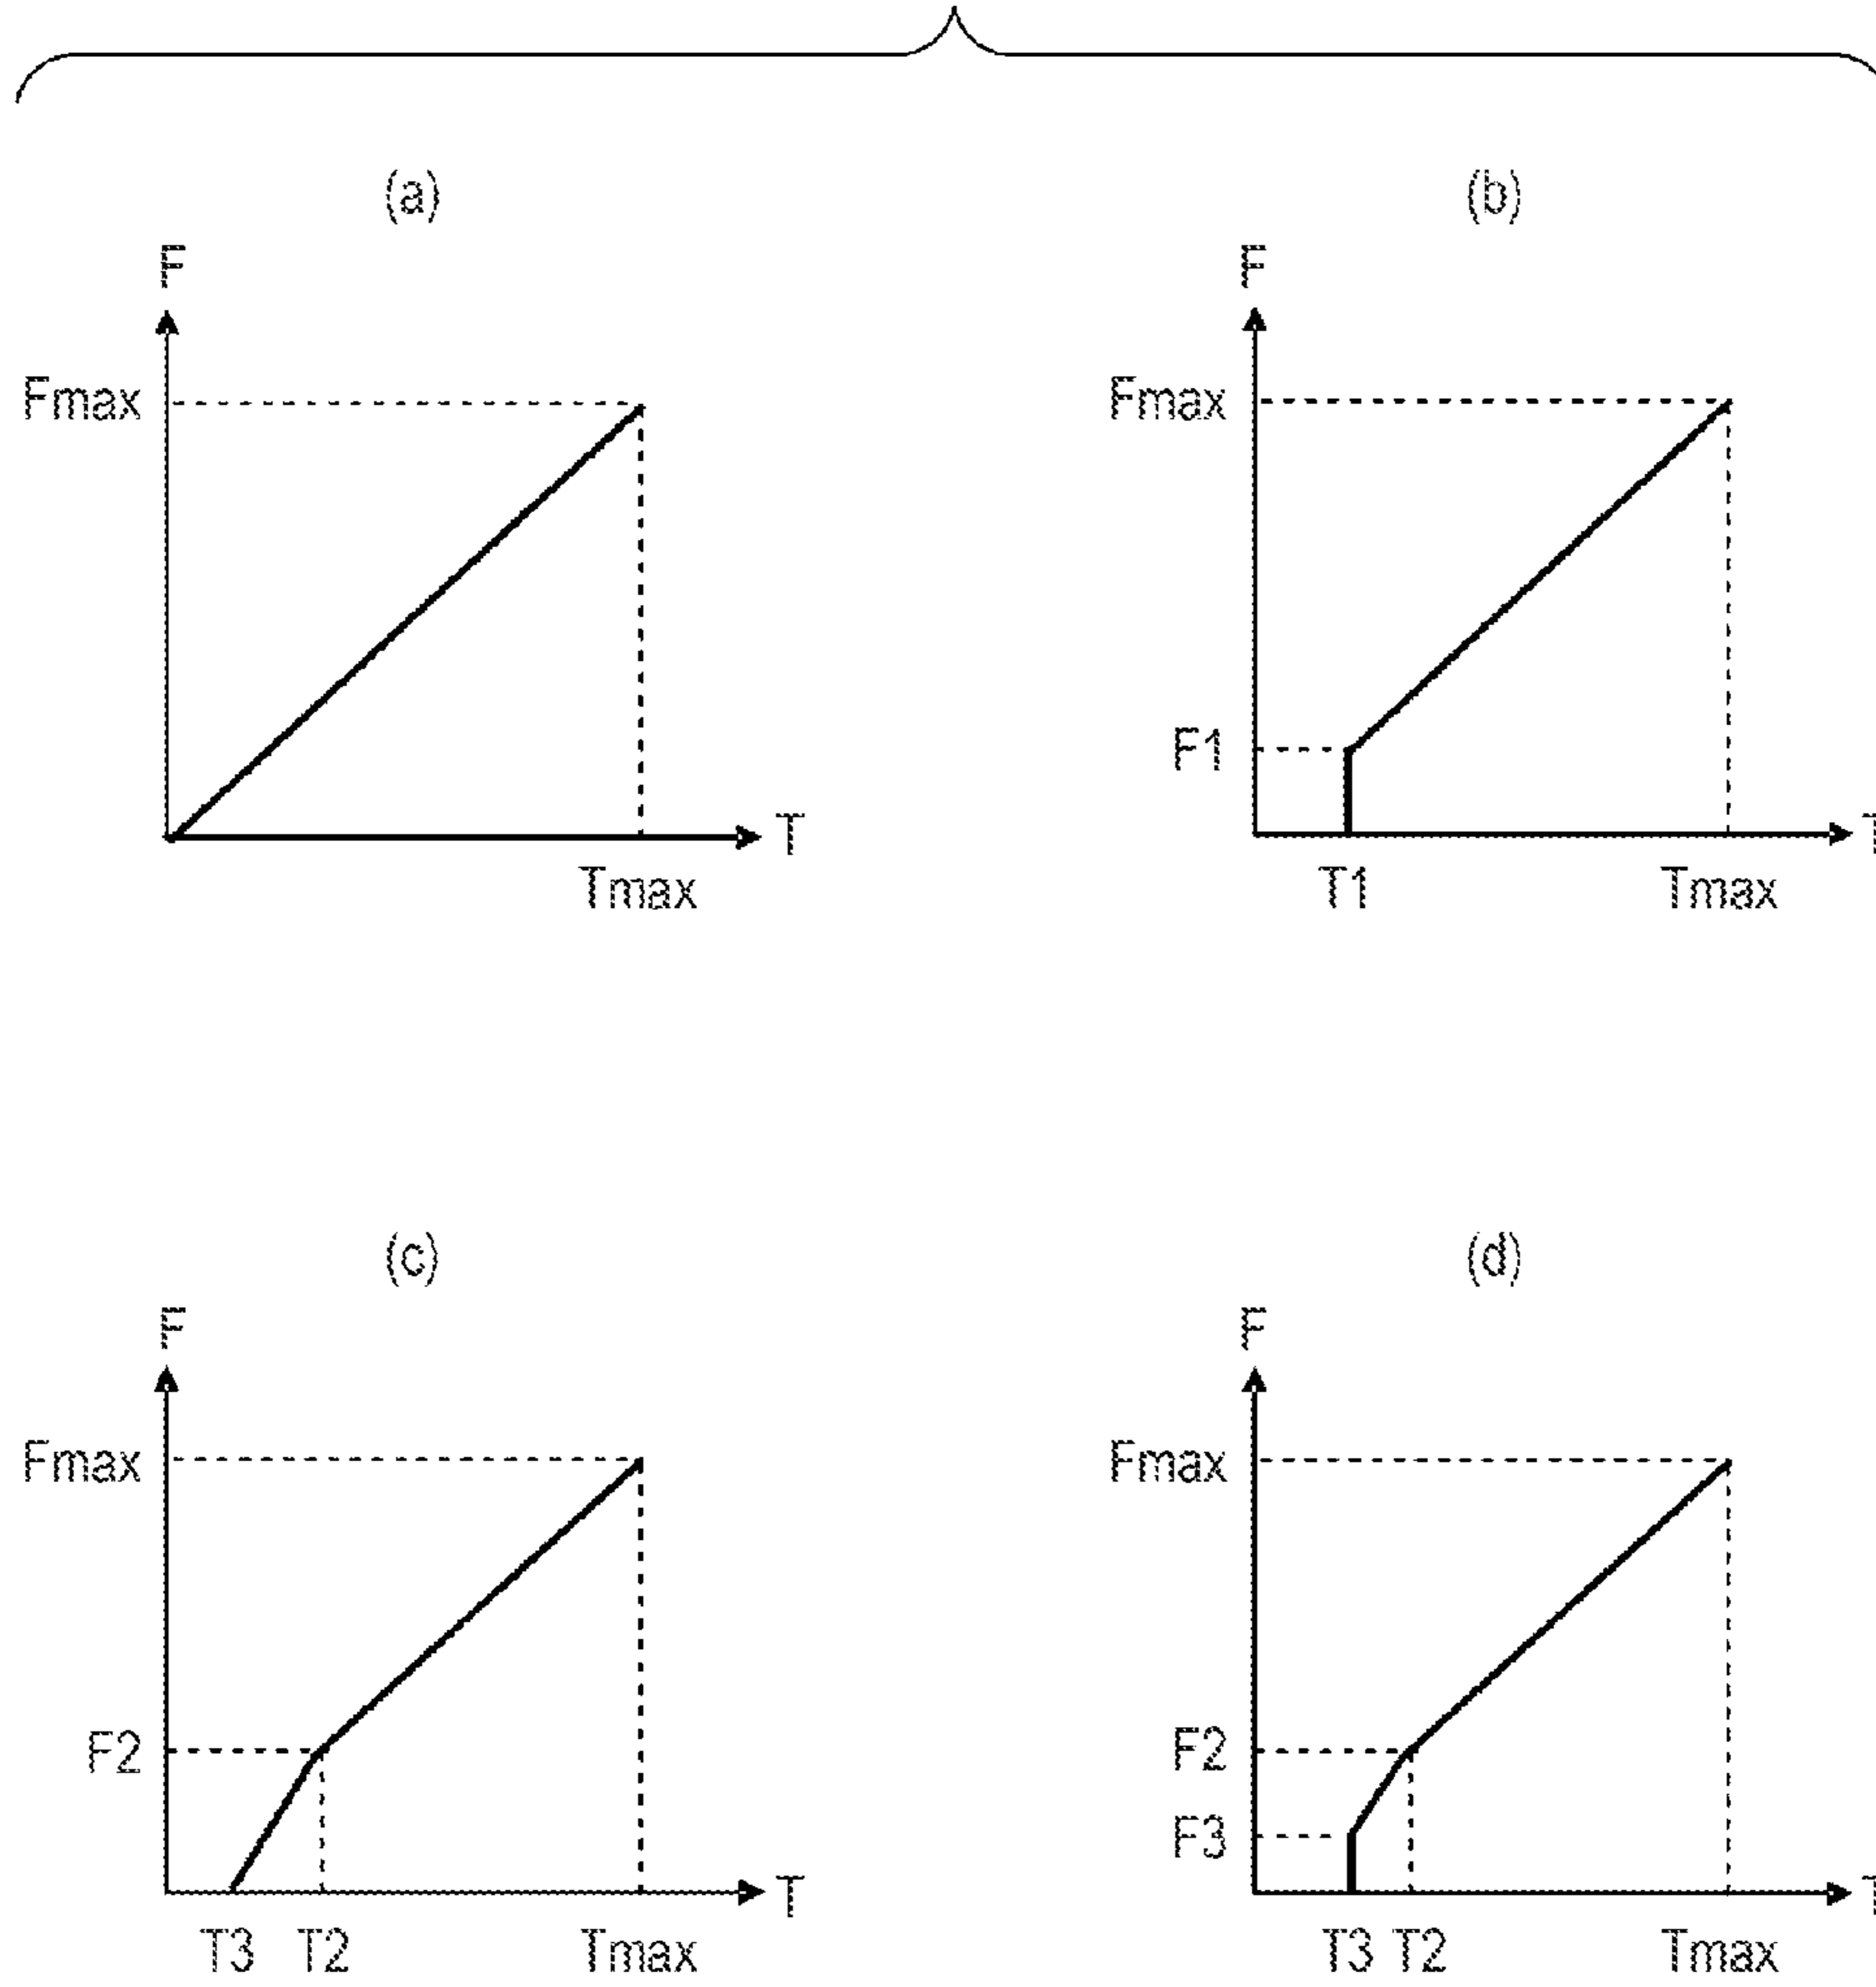 (a)
F
Fmax
T
Tmax
(b)
F
Fmax
F1
T
T1 Tmax
(c)
F
Fmax
F2
T
T3 T2 Tmax
(d)
F
Fmax
F2
F3
T
T3 T2 Tmax